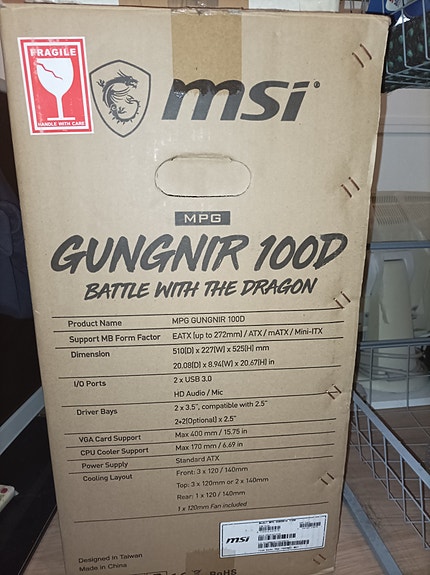 FRAGILE
HANDLE WITH CARE
msi
MPG
GUNGNIR 100D
BATTLE WITH THE DRAGON
Product Name MPG GUNGNIR 100D
Support MB Form Factor EATX (up to 272mm) / ATX / mATX / Mini-ITX
Dimension 510(D) x 227(W) x 525(H) mm
20.08(D) x 8.94(W) x 20.67(H) in
I/O Ports 2 x USB 3.0
HD Audio / Mic
Driver Bays 2 x 3.5", compatible with 2.5"
2+2(Optional) x 2.5"
VGA Card Support Max 400 mm / 15.75 in
CPU Cooler Support Max 170 mm / 6.69 in
Power Supply Standard ATX
Cooling Layout Front: 3 x 120 / 140mm
Top: 3 x 120mm or 2 x 140mm
Rear: 1 x 120 / 140mm
1 x 120mm Fan included
msi
Designed in Taiwan
Made in China
RoHS